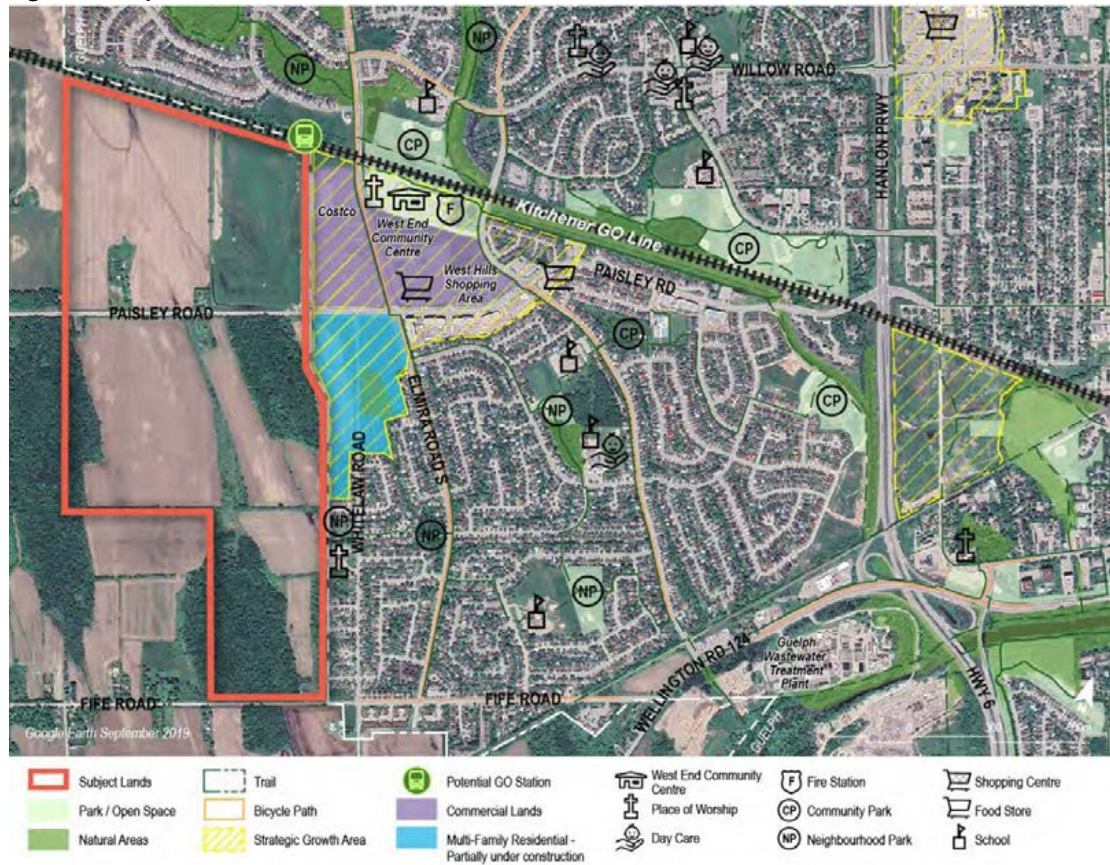 NP
NP
WILLOW ROAD
HANLON PRWY
CP
Costco
West End
Community
Centre
F
Kitchener GO Line
CP
West Hills
Shopping
Area
PAISLEY RD
PAISLEY ROAD
CP
ELMIRA ROAD S
NP
CP
WHITELAW ROAD
NP
NP
NP
WELLINGTON RD 124
Guelph
Wastewater
Treatment
Plant
HWY 6
FIFE ROAD
FIFE ROAD
GUELPH
Google Earth September 2019
Subject Lands
Park / Open Space
Natural Areas
Trail
Bicycle Path
Strategic Growth Area
Potential GO Station
Commercial Lands
Multi-Family Residential -
Partially under construction
West End Community
Centre
Place of Worship
Day Care
F Fire Station
CP Community Park
NP Neighbourhood Park
Shopping Centre
Food Store
School